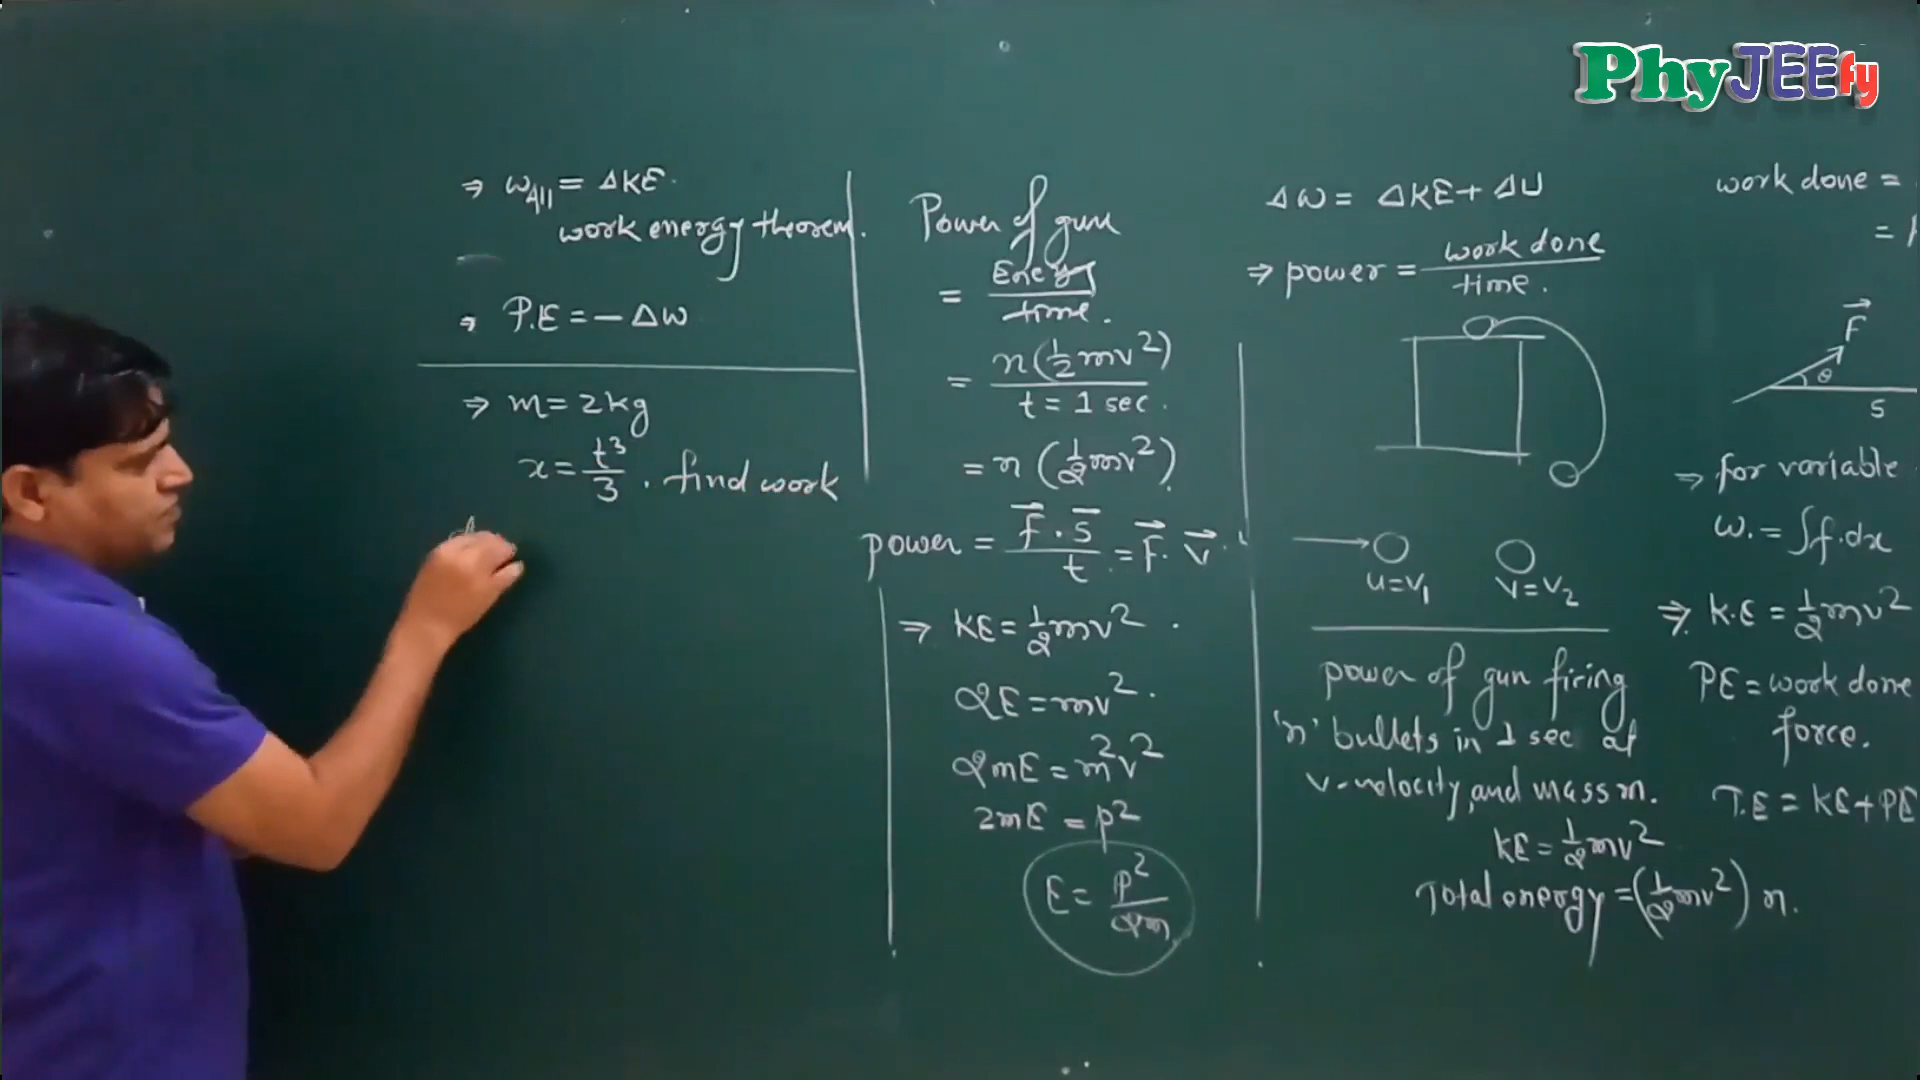 PhyJEEfy
⇒ W_All = ΔKE.
work energy theorem.
⇒ P.E = − ΔW
⇒ m = 2kg
x = t³/3 . find work
Power of gun
= Energy/time.
= n(½mv²)/t = 1 sec.
= n (½mv²).
power = F⃗ . S⃗/t = F⃗ . V⃗ .
⇒ KE = ½mv² .
2E = mv² .
2mE = m²v²
2mE = p²
E = p²/2m
ΔW = ΔKE + ΔU
⇒ power = work done/time.
u=v₁ v=v₂
power of gun firing
'n' bullets in 1 sec at
v-velocity, and mass m.
KE = ½mv²
Total energy = (½mv²) n.
work done =
=
F⃗
θ
S
⇒ for variable
W. = ∫f.dx
⇒ K.E = ½mv²
PE = work done
force.
T.E = KE + PE